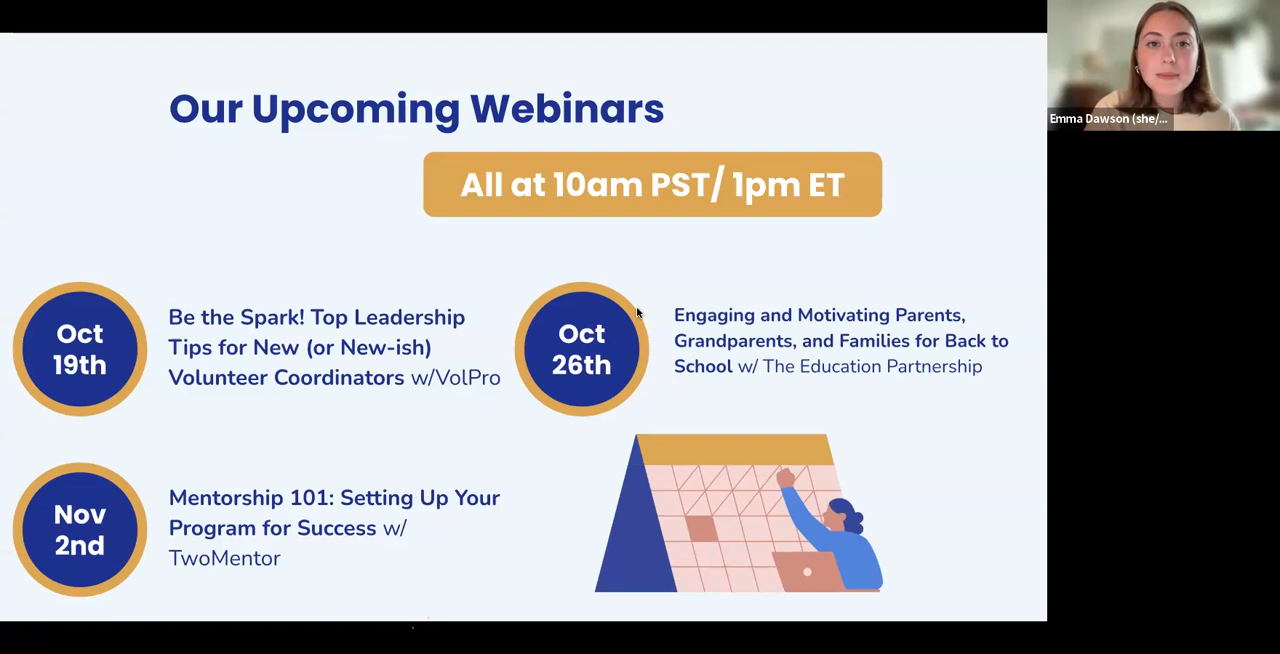 Our Upcoming Webinars
All at 10am PST/ 1pm ET
Oct
19th
Be the Spark! Top Leadership
Tips for New (or New-ish)
Volunteer Coordinators w/VolPro
Oct
26th
Engaging and Motivating Parents,
Grandparents, and Families for Back to
School w/ The Education Partnership
Nov
2nd
Mentorship 101: Setting Up Your
Program for Success w/
TwoMentor
Emma Dawson (she/...